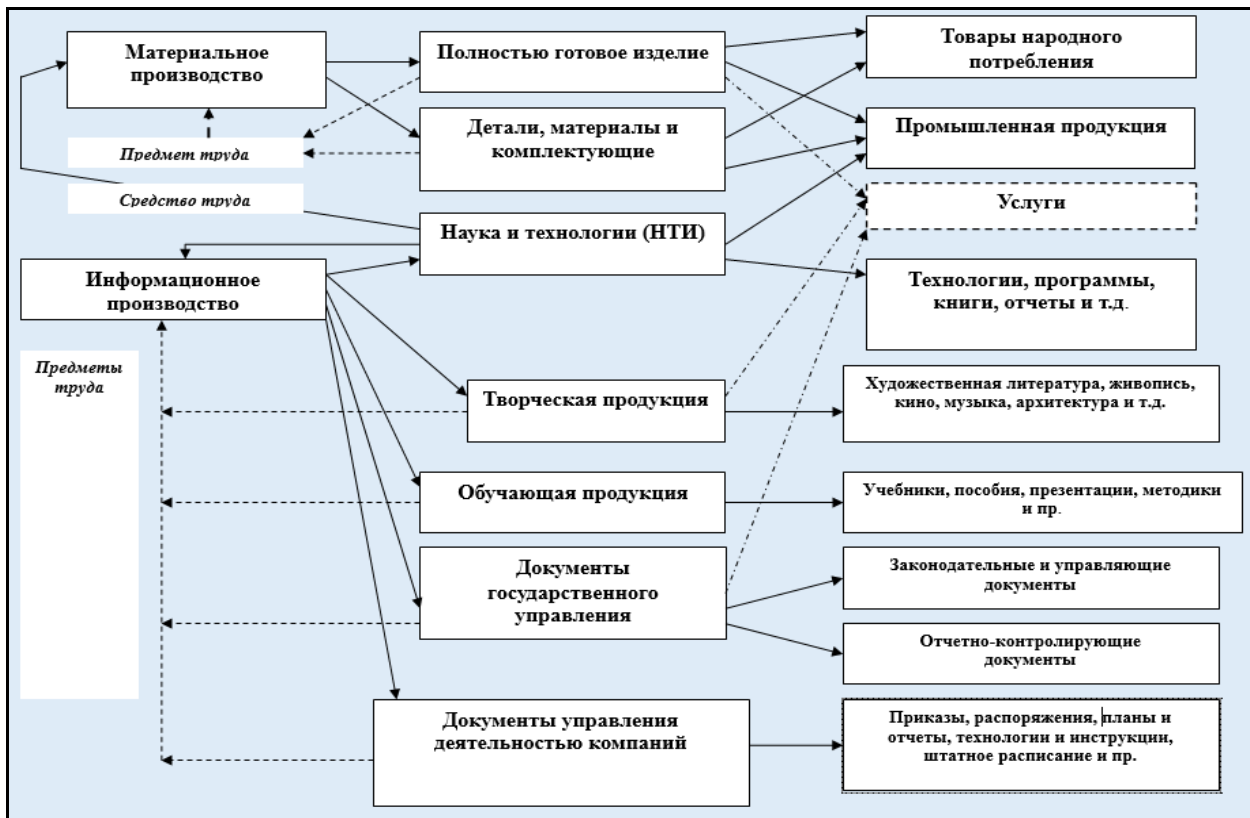 Материальное
производство
Полностью готовое изделие
Товары народного
потребления
Детали, материалы и
комплектующие
Промышленная продукция
Предмет труда
Средство труда
Услуги
Наука и технологии (НТИ)
Информационное
производство
Технологии, программы,
книги, отчеты и т.д.
Предметы
труда
Творческая продукция
Художественная литература, живопись,
кино, музыка, архитектура и т.д.
Обучающая продукция
Учебники, пособия, презентации, методики
и пр.
Документы
государственного
управления
Законодательные и управляющие
документы
Отчетно-контролирующие
документы
Документы управления
деятельностью компаний
Приказы, распоряжения, планы и
отчеты, технологии и инструкции,
штатное расписание и пр.